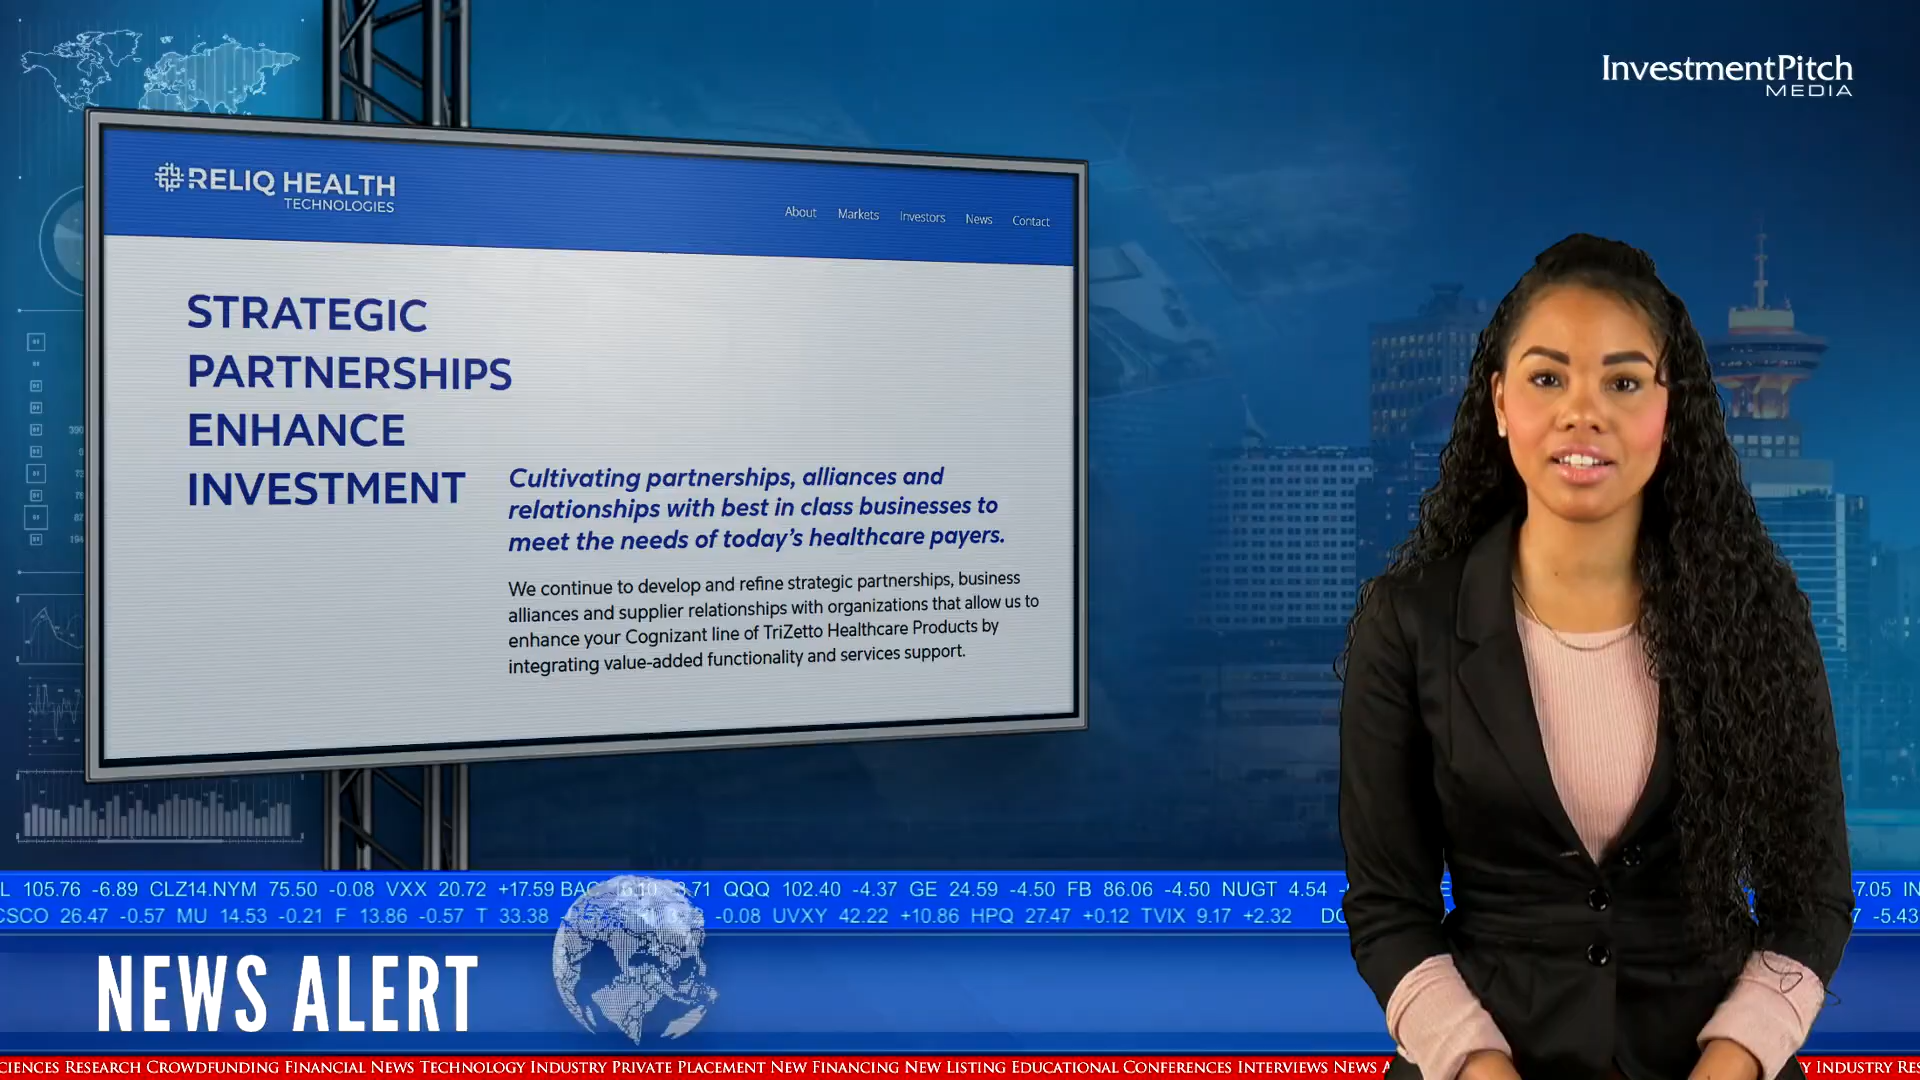 InvestmentPitch
MEDIA
RELIQ HEALTH
TECHNOLOGIES
About Markets Investors News Contact
STRATEGIC
PARTNERSHIPS
ENHANCE
INVESTMENT
Cultivating partnerships, alliances and
relationships with best in class businesses to
meet the needs of today's healthcare payers.
We continue to develop and refine strategic partnerships, business
alliances and supplier relationships with organizations that allow us to
enhance your Cognizant line of TriZetto Healthcare Products by
integrating value-added functionality and services support.
L 105.76 -6.89 CLZ14.NYM 75.50 -0.08 VXX 20.72 +17.59 QQQ 102.40 -4.37 GE 24.59 -4.50 FB 86.06 -4.50 NUGT 4.54
CSCO 26.47 -0.57 MU 14.53 -0.21 F 13.86 -0.57 T 33.38 -0.08 UVXY 42.22 +10.86 HPQ 27.47 +0.12 TVIX 9.17 +2.32 -5.43
NEWS ALERT
CIENCES RESEARCH CROWDFUNDING FINANCIAL NEWS TECHNOLOGY INDUSTRY PRIVATE PLACEMENT NEW FINANCING NEW LISTING EDUCATIONAL CONFERENCES INTERVIEWS NEWS INDUSTRY